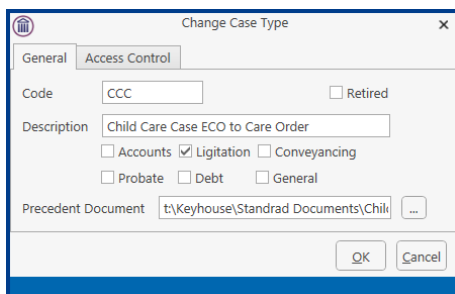 Change Case Type
General Access Control
Code CCC Retired
Description Child Care Case ECO to Care Order
Accounts Ligitation Conveyancing
Probate Debt General
Precedent Document t:\Keyhouse\Standrad Documents\Chil
...
OK Cancel